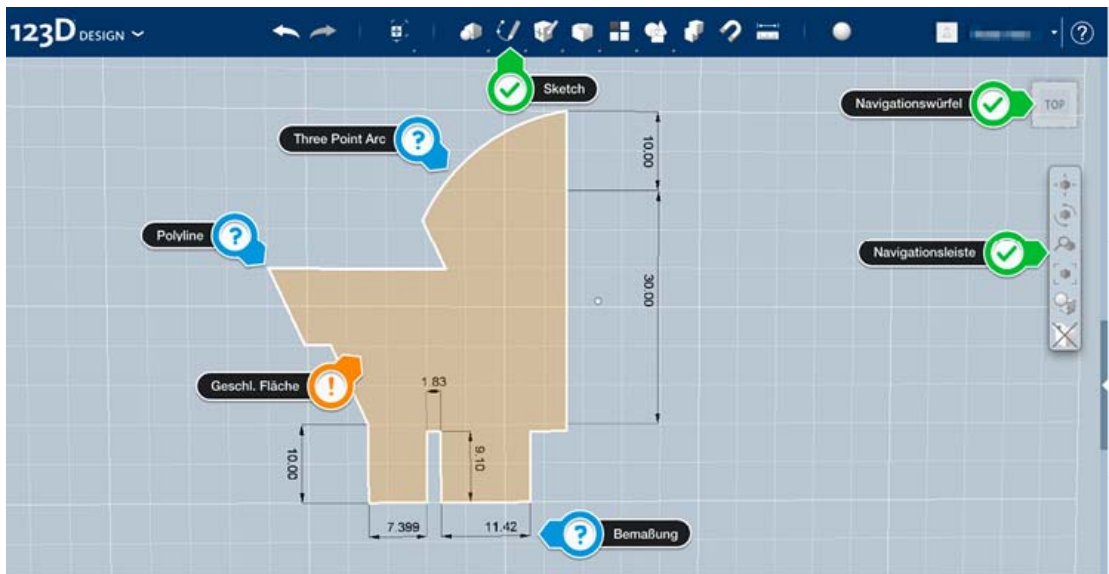 123D DESIGN
Sketch
Navigationswürfel
TOP
Three Point Arc
10.00
Polyline
Navigationsleiste
30.00
Geschl. Fläche
1.83
10.00
9.10
7.399
11.42
Bemaßung